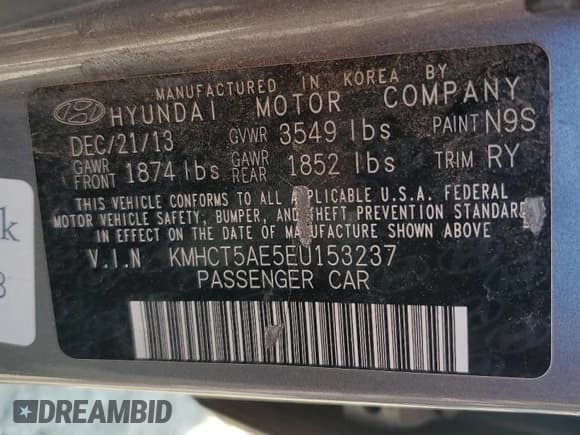 MANUFACTURED IN KOREA BY
HYUNDAI MOTOR COMPANY
DEC/21/13 GVWR 3549 lbs PAINT N9S
GAWR FRONT 1874 lbs GAWR REAR 1852 lbs TRIM RY
THIS VEHICLE CONFORMS TO ALL APPLICABLE U.S.A. FEDERAL
MOTOR VEHICLE SAFETY, BUMPER, AND THEFT PREVENTION STANDARD
IN EFFECT ON THE DATE OF MANUFACTURE SHOWN ABOVE
V.I.N KMHCT5AE5EU153237
PASSENGER CAR
k
3
DREAMBID